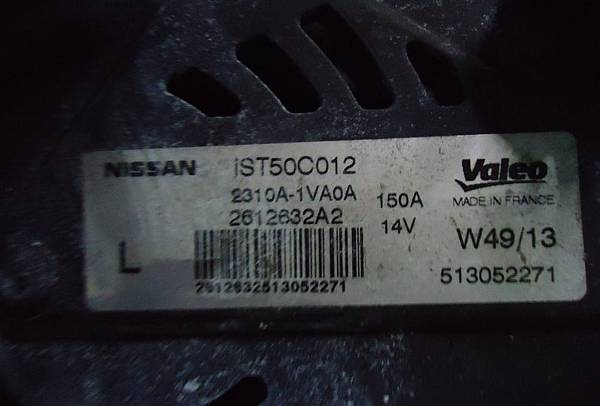 NISSAN iST50C012 Valeo
2310A-1VA0A 150A MADE IN FRANCE
2612632A2 14V W49/13
L 513052271
2612632513052271